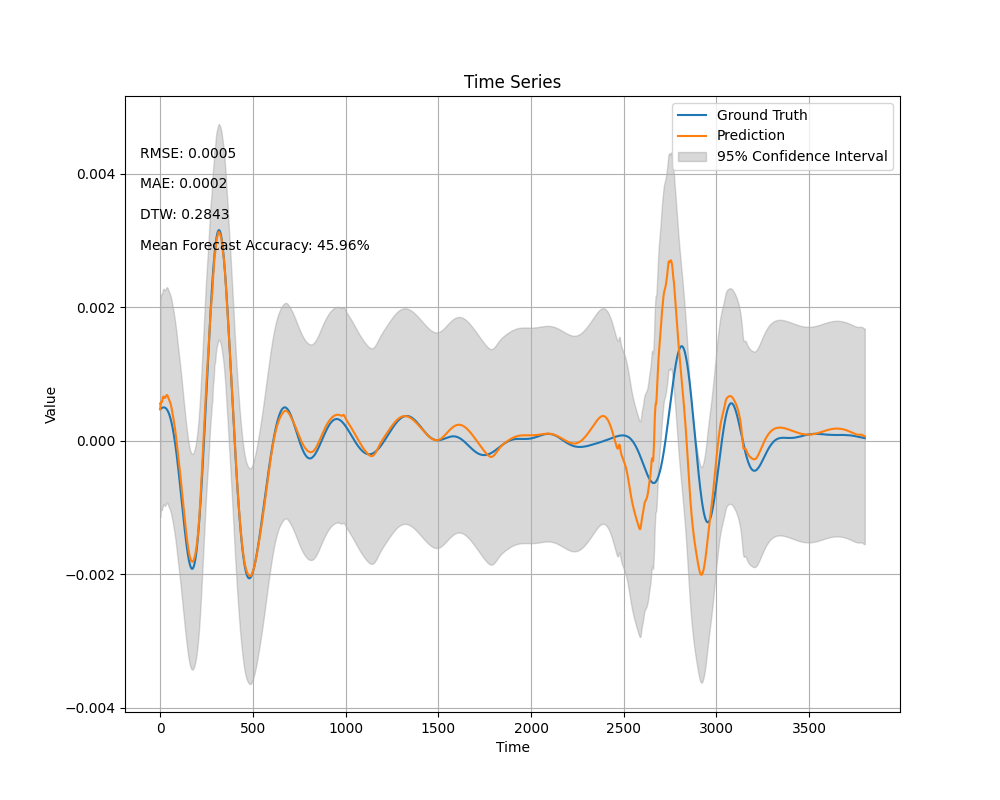 Time Series
Ground Truth
Prediction
95% Confidence Interval
RMSE: 0.0005
MAE: 0.0002
DTW: 0.2843
Mean Forecast Accuracy: 45.96%
0.004
0.002
0.000
−0.002
−0.004
Value
0 500 1000 1500 2000 2500 3000 3500
Time